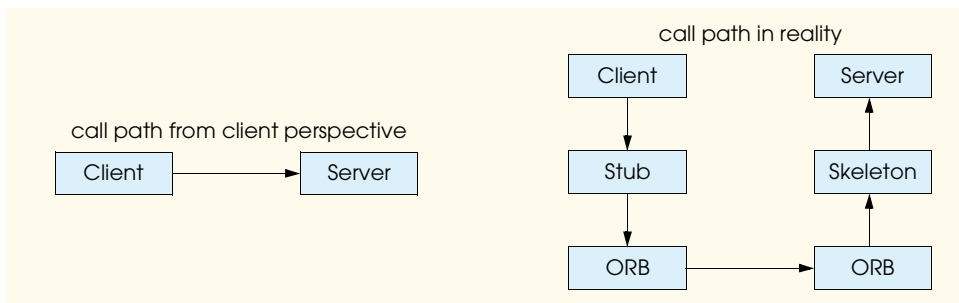 call path from client perspective
Client
Server
call path in reality
Client
Server
Stub
Skeleton
ORB
ORB